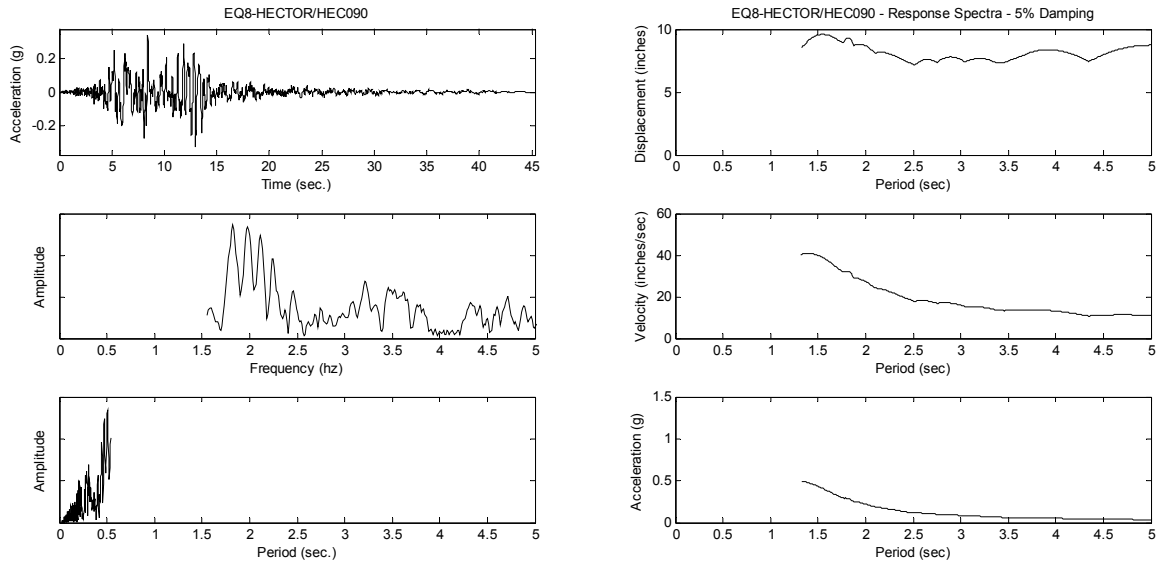 EQ8-HECTOR/HEC090
Acceleration (g)
0.2
0
-0.2
0 5 10 15 20 25 30 35 40 45
Time (sec.)
Amplitude
0 0.5 1 1.5 2 2.5 3 3.5 4 4.5 5
Frequency (hz)
Amplitude
0 0.5 1 1.5 2 2.5 3 3.5 4 4.5 5
Period (sec.)
EQ8-HECTOR/HEC090 - Response Spectra - 5% Damping
Displacement (inches)
10
5
0
0 0.5 1 1.5 2 2.5 3 3.5 4 4.5 5
Period (sec)
Velocity (inches/sec)
60
40
20
0
0 0.5 1 1.5 2 2.5 3 3.5 4 4.5 5
Period (sec)
Acceleration (g)
1.5
1
0.5
0
0 0.5 1 1.5 2 2.5 3 3.5 4 4.5 5
Period (sec)